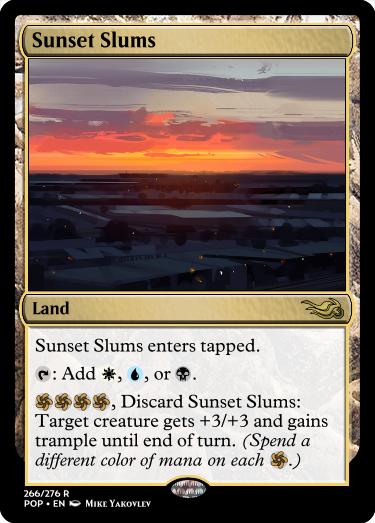 Sunset Slums
Land
Sunset Slums enters tapped.
: Add , , or .
, Discard Sunset Slums:
Target creature gets +3/+3 and gains
trample until end of turn. (Spend a
different color of mana on each .)
266/276 R
POP • EN Mike Yakovlev